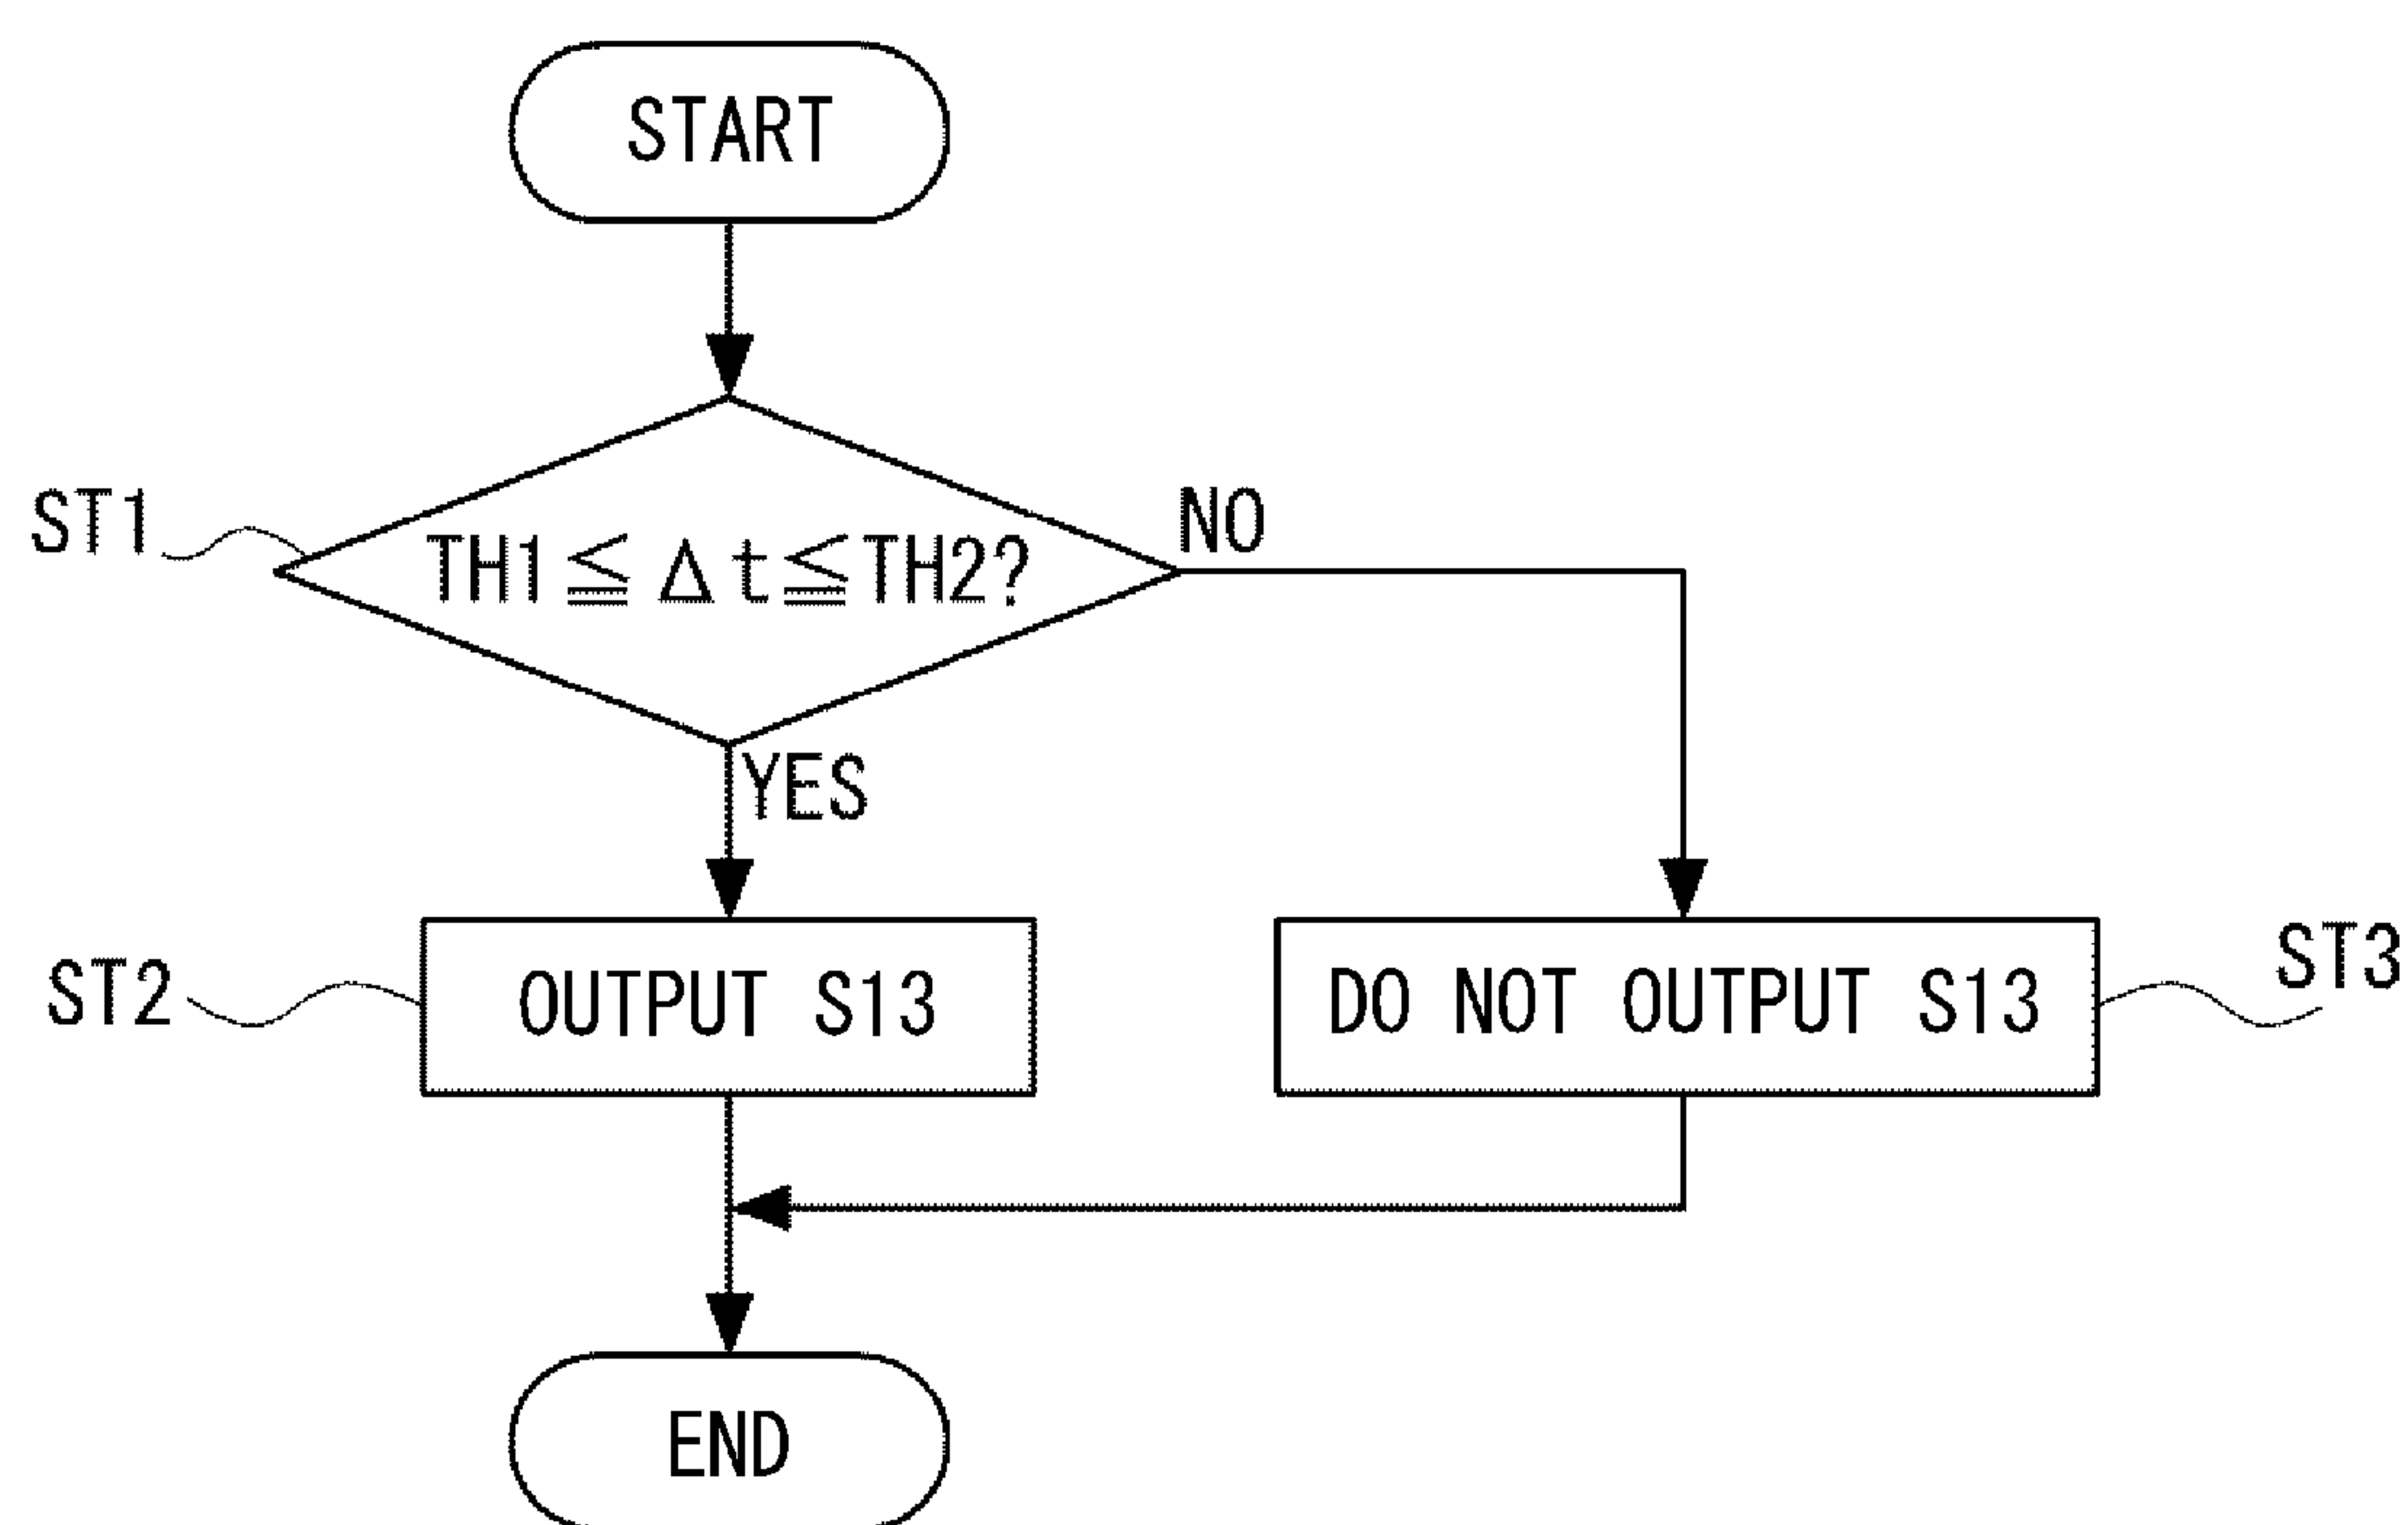 START
ST1
TH1≦Δt≦TH2?
NO
YES
ST2
OUTPUT S13
DO NOT OUTPUT S13
ST3
END